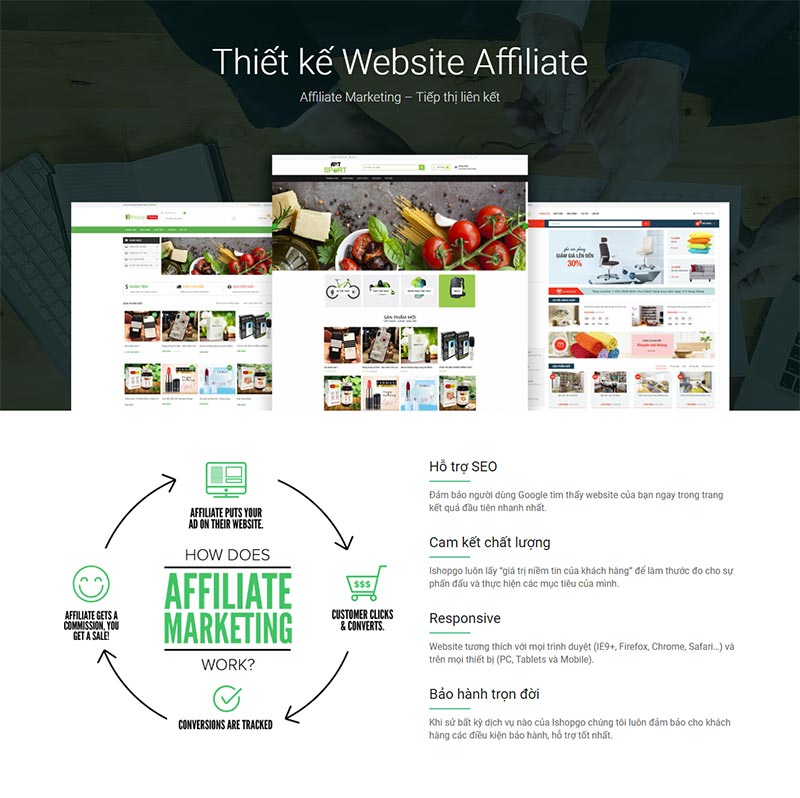 Thiết kế Website Affiliate
Affiliate Marketing – Tiếp thị liên kết
SPORT
SẢN PHẨM MỚI
GIẢM GIÁ LÊN ĐẾN
30%
AFFILIATE PUTS YOUR
AD ON THEIR WEBSITE.
HOW DOES
AFFILIATE
MARKETING
WORK?
$$$
CUSTOMER CLICKS
& CONVERTS.
CONVERSIONS ARE TRACKED
AFFILIATE GETS A
COMMISSION, YOU
GET A SALE!
Hỗ trợ SEO
Đảm bảo người dùng Google tìm thấy website của bạn ngay trong trang
kết quả đầu tiên nhanh nhất.
Cam kết chất lượng
Ishopgo luôn lấy “giá trị niềm tin của khách hàng” để làm thước đo cho sự
phấn đấu và thực hiện các mục tiêu của mình.
Responsive
Website tương thích với mọi trình duyệt (IE9+, Firefox, Chrome, Safari...) và
trên mọi thiết bị (PC, Tablets và Mobile).
Bảo hành trọn đời
Khi sử bất kỳ dịch vụ nào của Ishopgo chúng tôi luôn đảm bảo cho khách
hàng các điều kiện bảo hành, hỗ trợ tốt nhất.